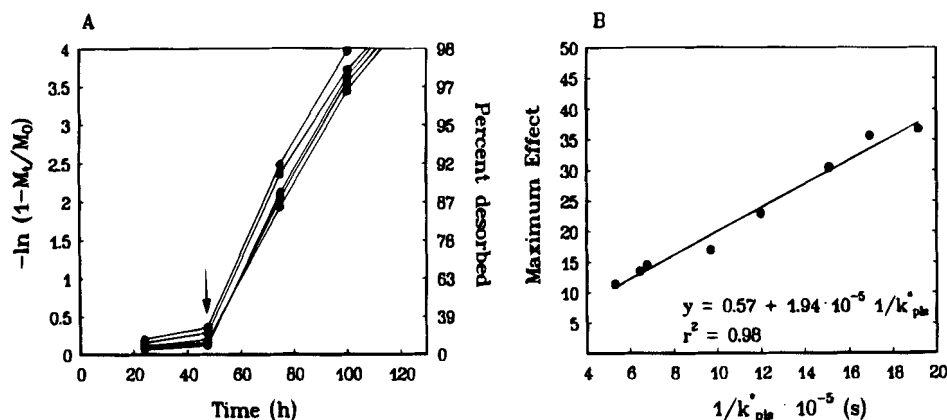 A
-ln (1-Mt/M0)
4
3.5
3
2.5
2
1.5
1
0.5
0
98
97
95
92
87
78
63
39
0
Percent desorbed
0 20 40 60 80 100 120
Time (h)
B
Maximum Effect
50
45
40
35
30
25
20
15
10
5
y = 0.57 + 1.94·10⁻⁵ 1/k*pls
r² = 0.98
4 6 8 10 12 14 16 18 20
1/k*pls · 10⁻⁵ (s)